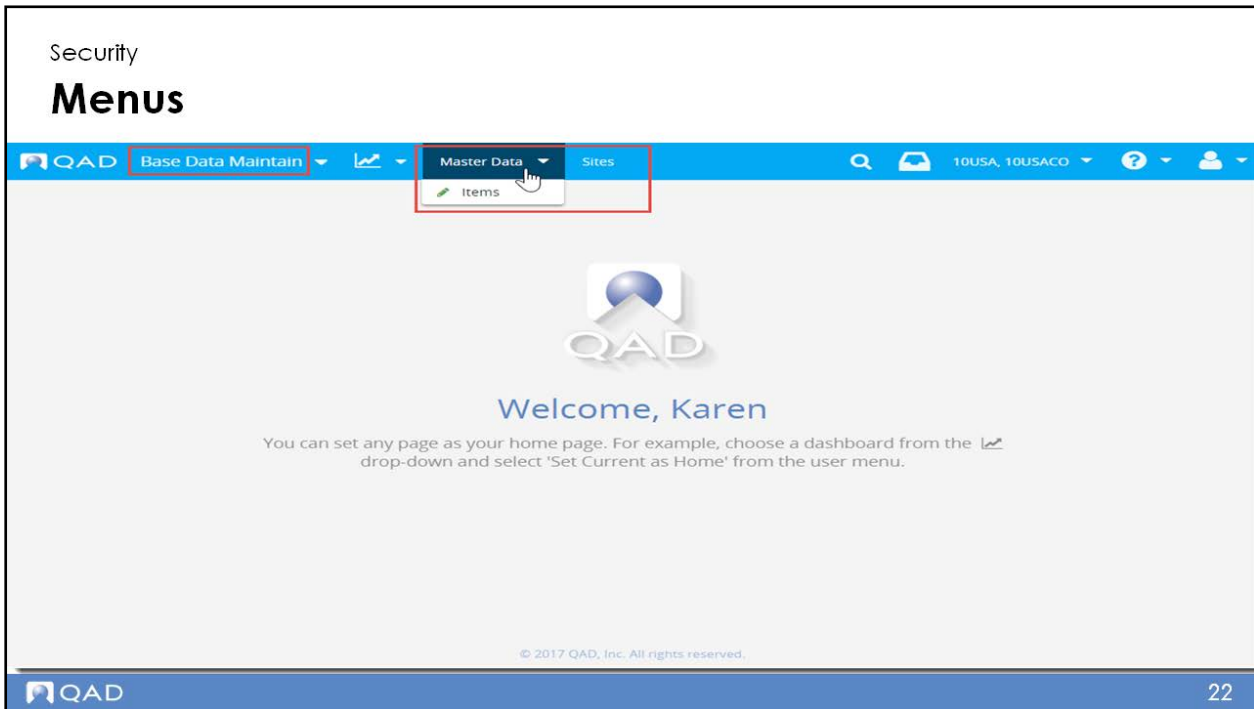 Security
Menus
QAD Base Data Maintain Master Data Sites 10USA, 10USACO ?
Items
QAD
Welcome, Karen
You can set any page as your home page. For example, choose a dashboard from the
drop-down and select 'Set Current as Home' from the user menu.
© 2017 QAD, Inc. All rights reserved.
QAD 22